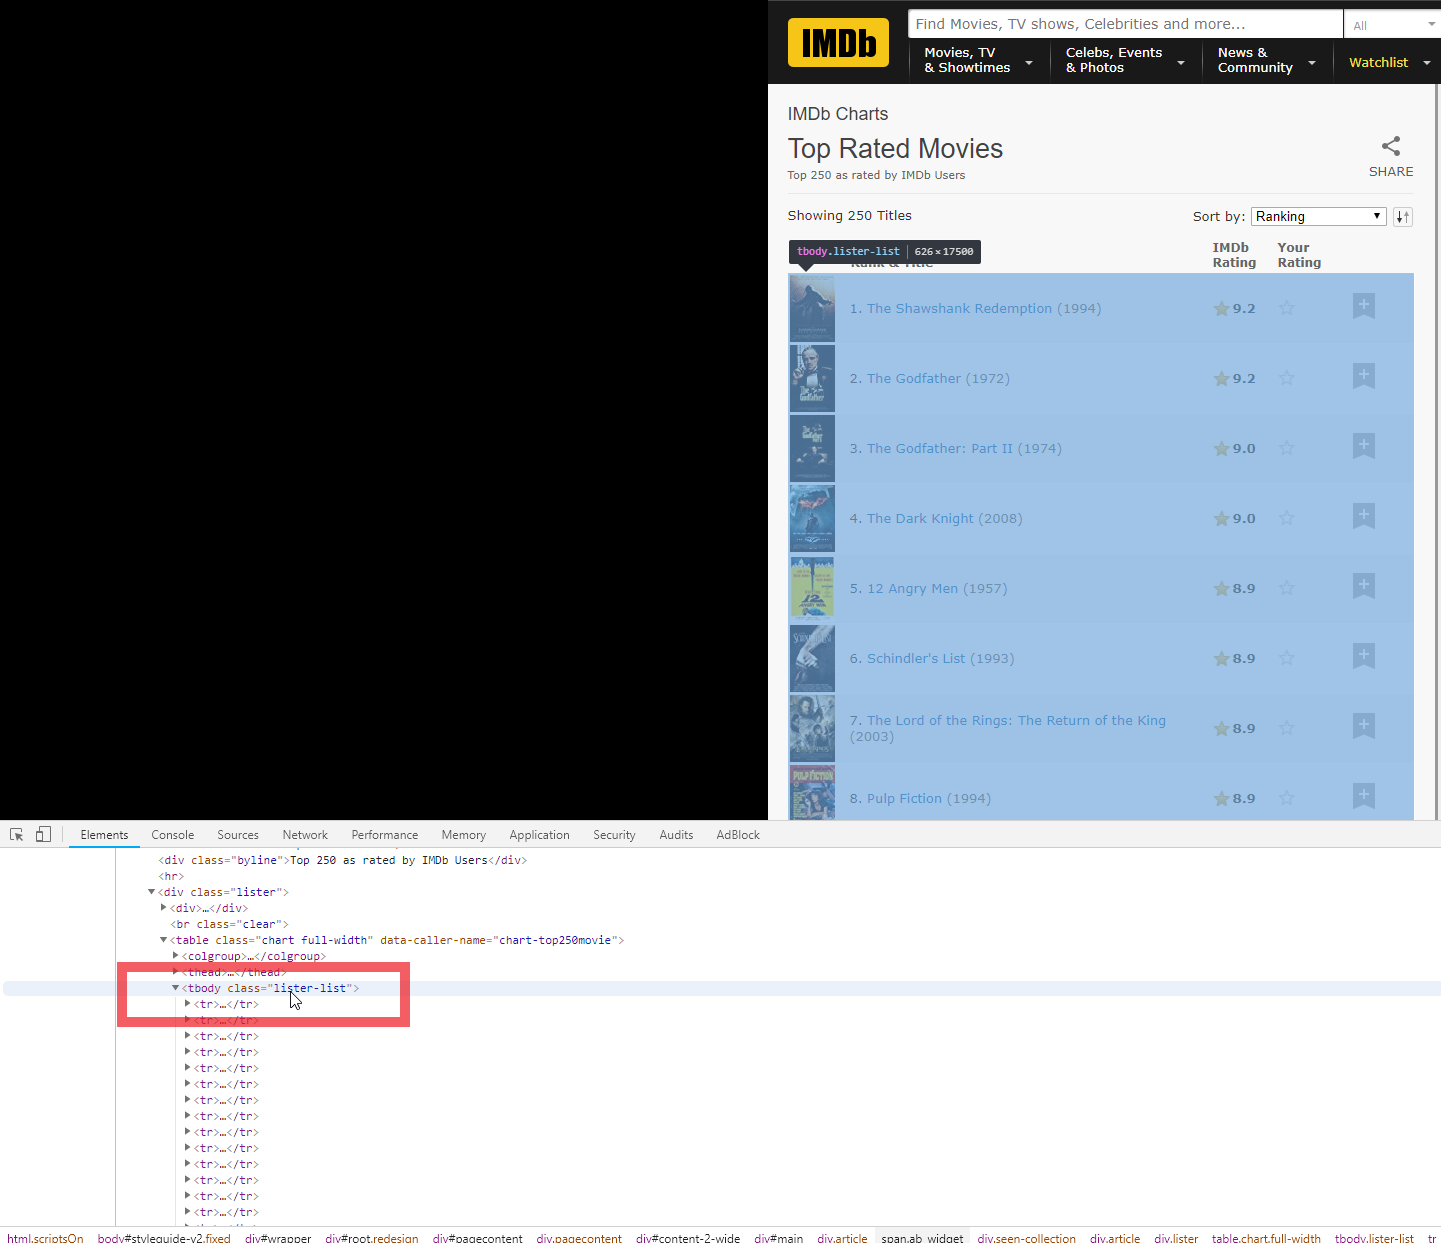 IMDb
Find Movies, TV shows, Celebrities and more...
All
Movies, TV
& Showtimes
Celebs, Events
& Photos
News &
Community
Watchlist
IMDb Charts
Top Rated Movies
Top 250 as rated by IMDb Users
SHARE
Showing 250 Titles
Sort by:
Ranking
tbody.lister-list | 626×17500
Rank & Title
IMDb
Rating
Your
Rating
1. The Shawshank Redemption (1994)
9.2
2. The Godfather (1972)
9.2
3. The Godfather: Part II (1974)
9.0
4. The Dark Knight (2008)
9.0
5. 12 Angry Men (1957)
8.9
6. Schindler's List (1993)
8.9
7. The Lord of the Rings: The Return of the King
(2003)
8.9
PULP FICTION
8. Pulp Fiction (1994)
8.9
Elements Console Sources Network Performance Memory Application Security Audits AdBlock
<div class="byline">Top 250 as rated by IMDb Users</div>
<hr>
<div class="lister">
<div>…</div>
<br class="clear">
<table class="chart full-width" data-caller-name="chart-top250movie">
<colgroup>…</colgroup>
<thead>…</thead>
<tbody class="lister-list">
<tr>…</tr>
<tr>…</tr>
<tr>…</tr>
<tr>…</tr>
<tr>…</tr>
<tr>…</tr>
<tr>…</tr>
<tr>…</tr>
<tr>…</tr>
<tr>…</tr>
<tr>…</tr>
<tr>…</tr>
<tr>…</tr>
<tr>…</tr>
html.scriptsOn body#styleguide-v2.fixed div#wrapper div#root.redesign div#pagecontent div.pagecontent div#content-2-wide div#main div.article span.ab_widget div.seen-collection div.article div.lister table.chart.full-width tbody.lister-list tr